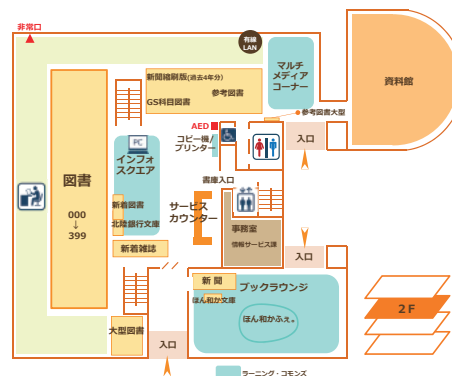 非常口
有線
LAN
マルチ
メディア
コーナー
資料館
新聞縮刷版(過去4年分)
参考図書
GS科目図書
参考図書大型
AED
コピー機/
プリンター
入口
PC
インフォ
スクエア
図書
000
↓
399
書庫入口
新着図書
北陸銀行文庫
サービス
カウンター
事務室
情報サービス課
新着雑誌
入口
新聞
ほん和か文庫
ブックラウンジ
ほん和かふぇ。
大型図書
入口
2F
ラーニング・コモンズ